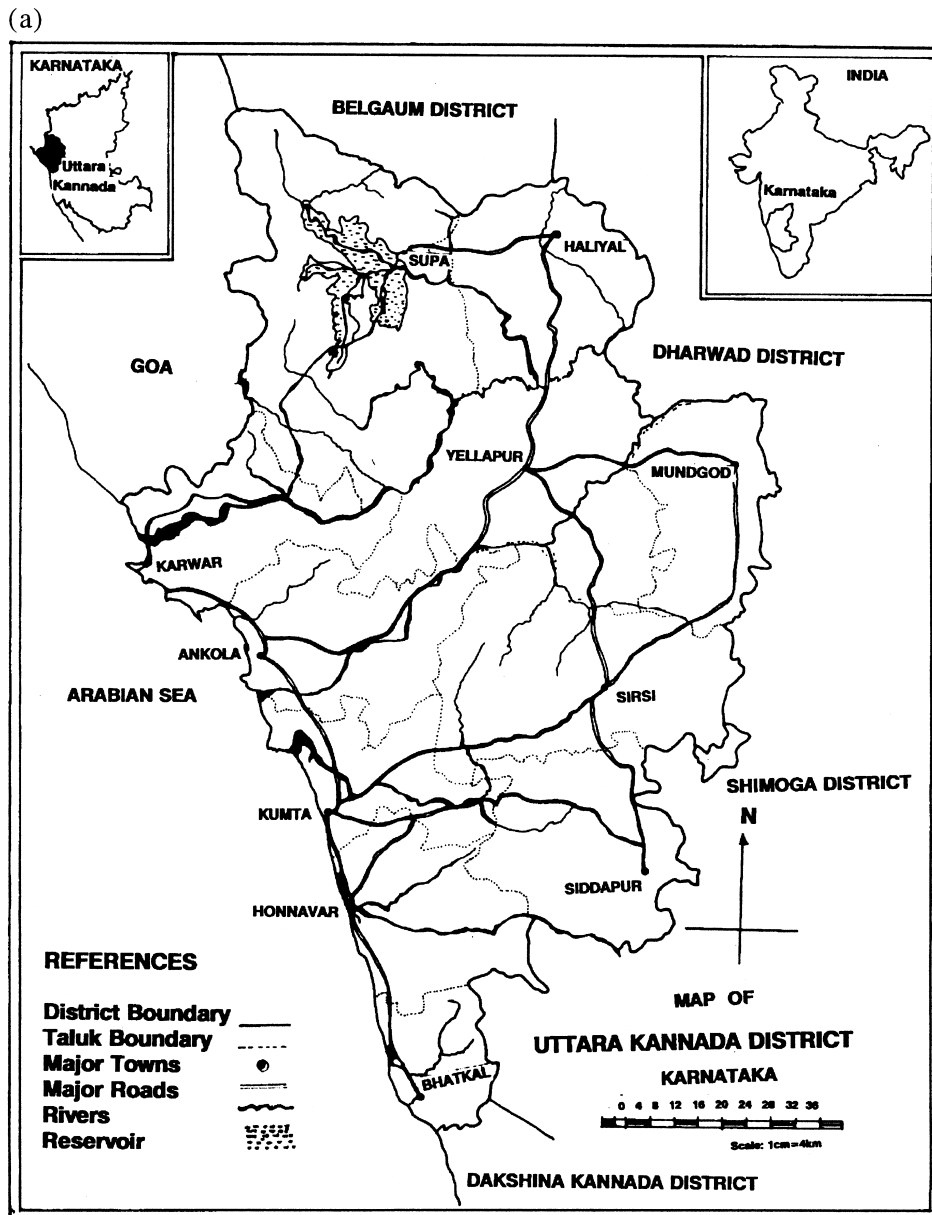 (a)
KARNATAKA
Uttara
Kannada
INDIA
Karnataka
BELGAUM DISTRICT
HALIYAL
SUPA
GOA
DHARWAD DISTRICT
YELLAPUR
MUNDGOD
KARWAR
ANKOLA
ARABIAN SEA
SIRSI
SHIMOGA DISTRICT
N
KUMTA
SIDDAPUR
HONNAVAR
REFERENCES
District Boundary
Taluk Boundary
Major Towns
Major Roads
Rivers
Reservoir
MAP OF
UTTARA KANNADA DISTRICT
KARNATAKA
0 4 8 12 16 20 24 28 32 36
Scale: 1cm=4km
BHATKAL
DAKSHINA KANNADA DISTRICT